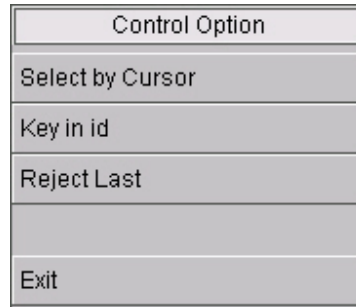 Control Option
Select by Cursor
Key in id
Reject Last
Exit